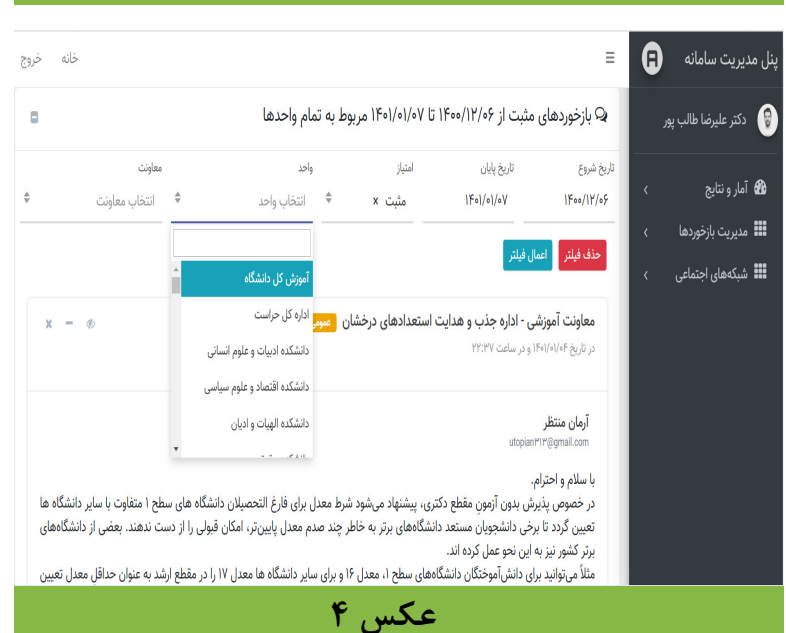 پنل مدیریت سامانه
خانه
خروج
دکتر علیرضا طالب پور
آمار و نتایج
مدیریت بازخوردها
شبکه‌های اجتماعی
بازخوردهای مثبت از ۱۴۰۰/۱۲/۰۶ تا ۱۴۰۱/۰۱/۰۷ مربوط به تمام واحدها
تاریخ شروع
تاریخ پایان
امتیاز
واحد
معاونت
۱۴۰۰/۱۲/۰۶
۱۴۰۱/۰۱/۰۷
مثبت x
انتخاب واحد
انتخاب معاونت
حذف فیلتر
اعمال فیلتر
آموزش کل دانشگاه
اداره کل حراست
دانشکده ادبیات و علوم انسانی
دانشکده اقتصاد و علوم سیاسی
دانشکده الهیات و ادیان
معاونت آموزشی - اداره جذب و هدایت استعدادهای درخشان
در تاریخ ۱۴۰۱/۰۱/۰۴ و در ساعت ۲۲:۳۷
آرمان منتظر
utopian۳۱۳@gmail.com
با سلام و احترام.
در خصوص پذیرش بدون آزمون مقطع دکتری، پیشنهاد می‌شود شرط معدل برای فارغ التحصیلان دانشگاه های سطح ۱ متفاوت با سایر دانشگاه ها
تعیین گردد تا برخی دانشجویان مستعد دانشگاه‌های برتر به خاطر چند صدم معدل پایین‌تر، امکان قبولی را از دست ندهند. بعضی از دانشگاه‌های
برتر کشور نیز به این نحو عمل کرده اند.
مثلاً می‌توانید برای دانش‌آموختگان دانشگاه‌های سطح ۱، معدل ۱۶ و برای سایر دانشگاه ها معدل ۱۷ را در مقطع ارشد به عنوان حداقل معدل تعیین
عکس ۴